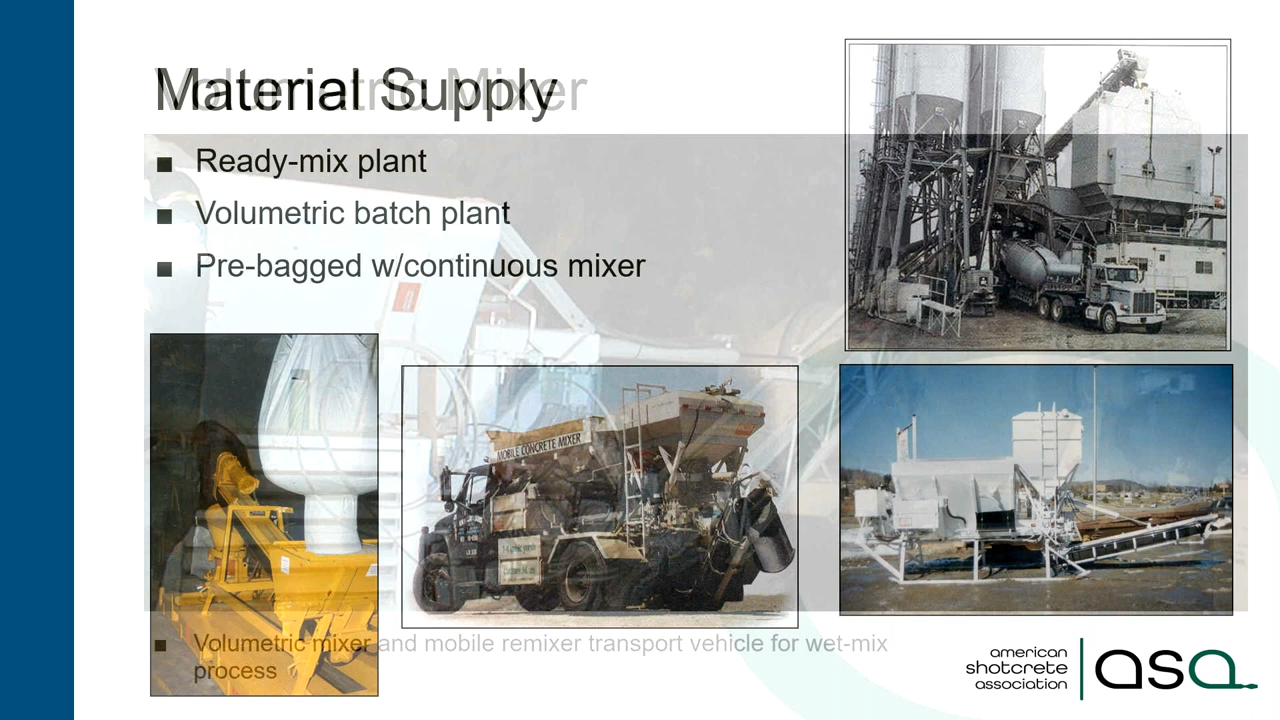 Material Supply
Volumetric Mixer
Ready-mix plant
Volumetric batch plant
Pre-bagged w/continuous mixer
MOBILE CONCRETE MIXER
Volumetric mixer and mobile remixer transport vehicle for wet-mix
process
american
shotcrete
association
asa